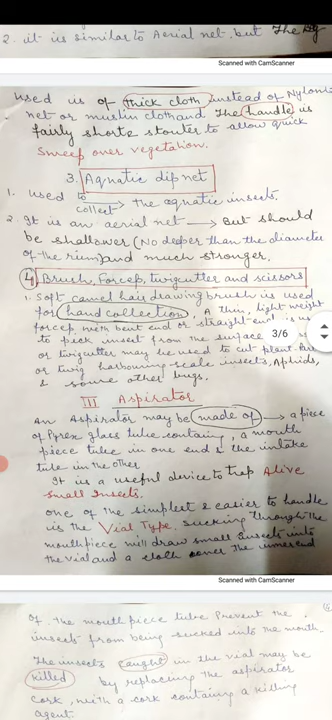 2. it is similar to Aerial net. but The bag
Scanned with CamScanner
used is of thick cloth instead of Nylon
net or muslin cloth and The handle is
fairly shorts stouter to allow quick
Sweep over vegetation.
3. Aquatic dip net
1. used to collect → the aquatic insects.
2. It is an aerial net → But should
be shallower (No deeper than the diameter
of the rim) and much stronger.
4 Brush, Forcep, twigcutter and scissors
1. Soft camel hair drawing brush is used
for hand collection, A thin, light weight
forcep, with bent end or straight end is
to pick insect from the surface
or twigcutter may be used to cut plant
or twig harbouring scale insects, Aphids,
& some other bugs.
3/6
III Aspirator
An Aspirator may be made of → a piece
of Pyrex glass tube containing, a mouth
piece tube in one end & the intake
tube in the other.
It is a useful device to trap Alive
Small Insects.
one of the simplest & easier to handle
is the Vial Type. Sucking through the
mouthpiece will draw small insects into
the vial and a cloth cover the inner end
Scanned with CamScanner
of the mouth piece tube Prevent the
insects from being sucked into the mouth.
The insects caught in the vial may be
killed by replacing the aspirator
cork, with a cork containing a killing
agent.